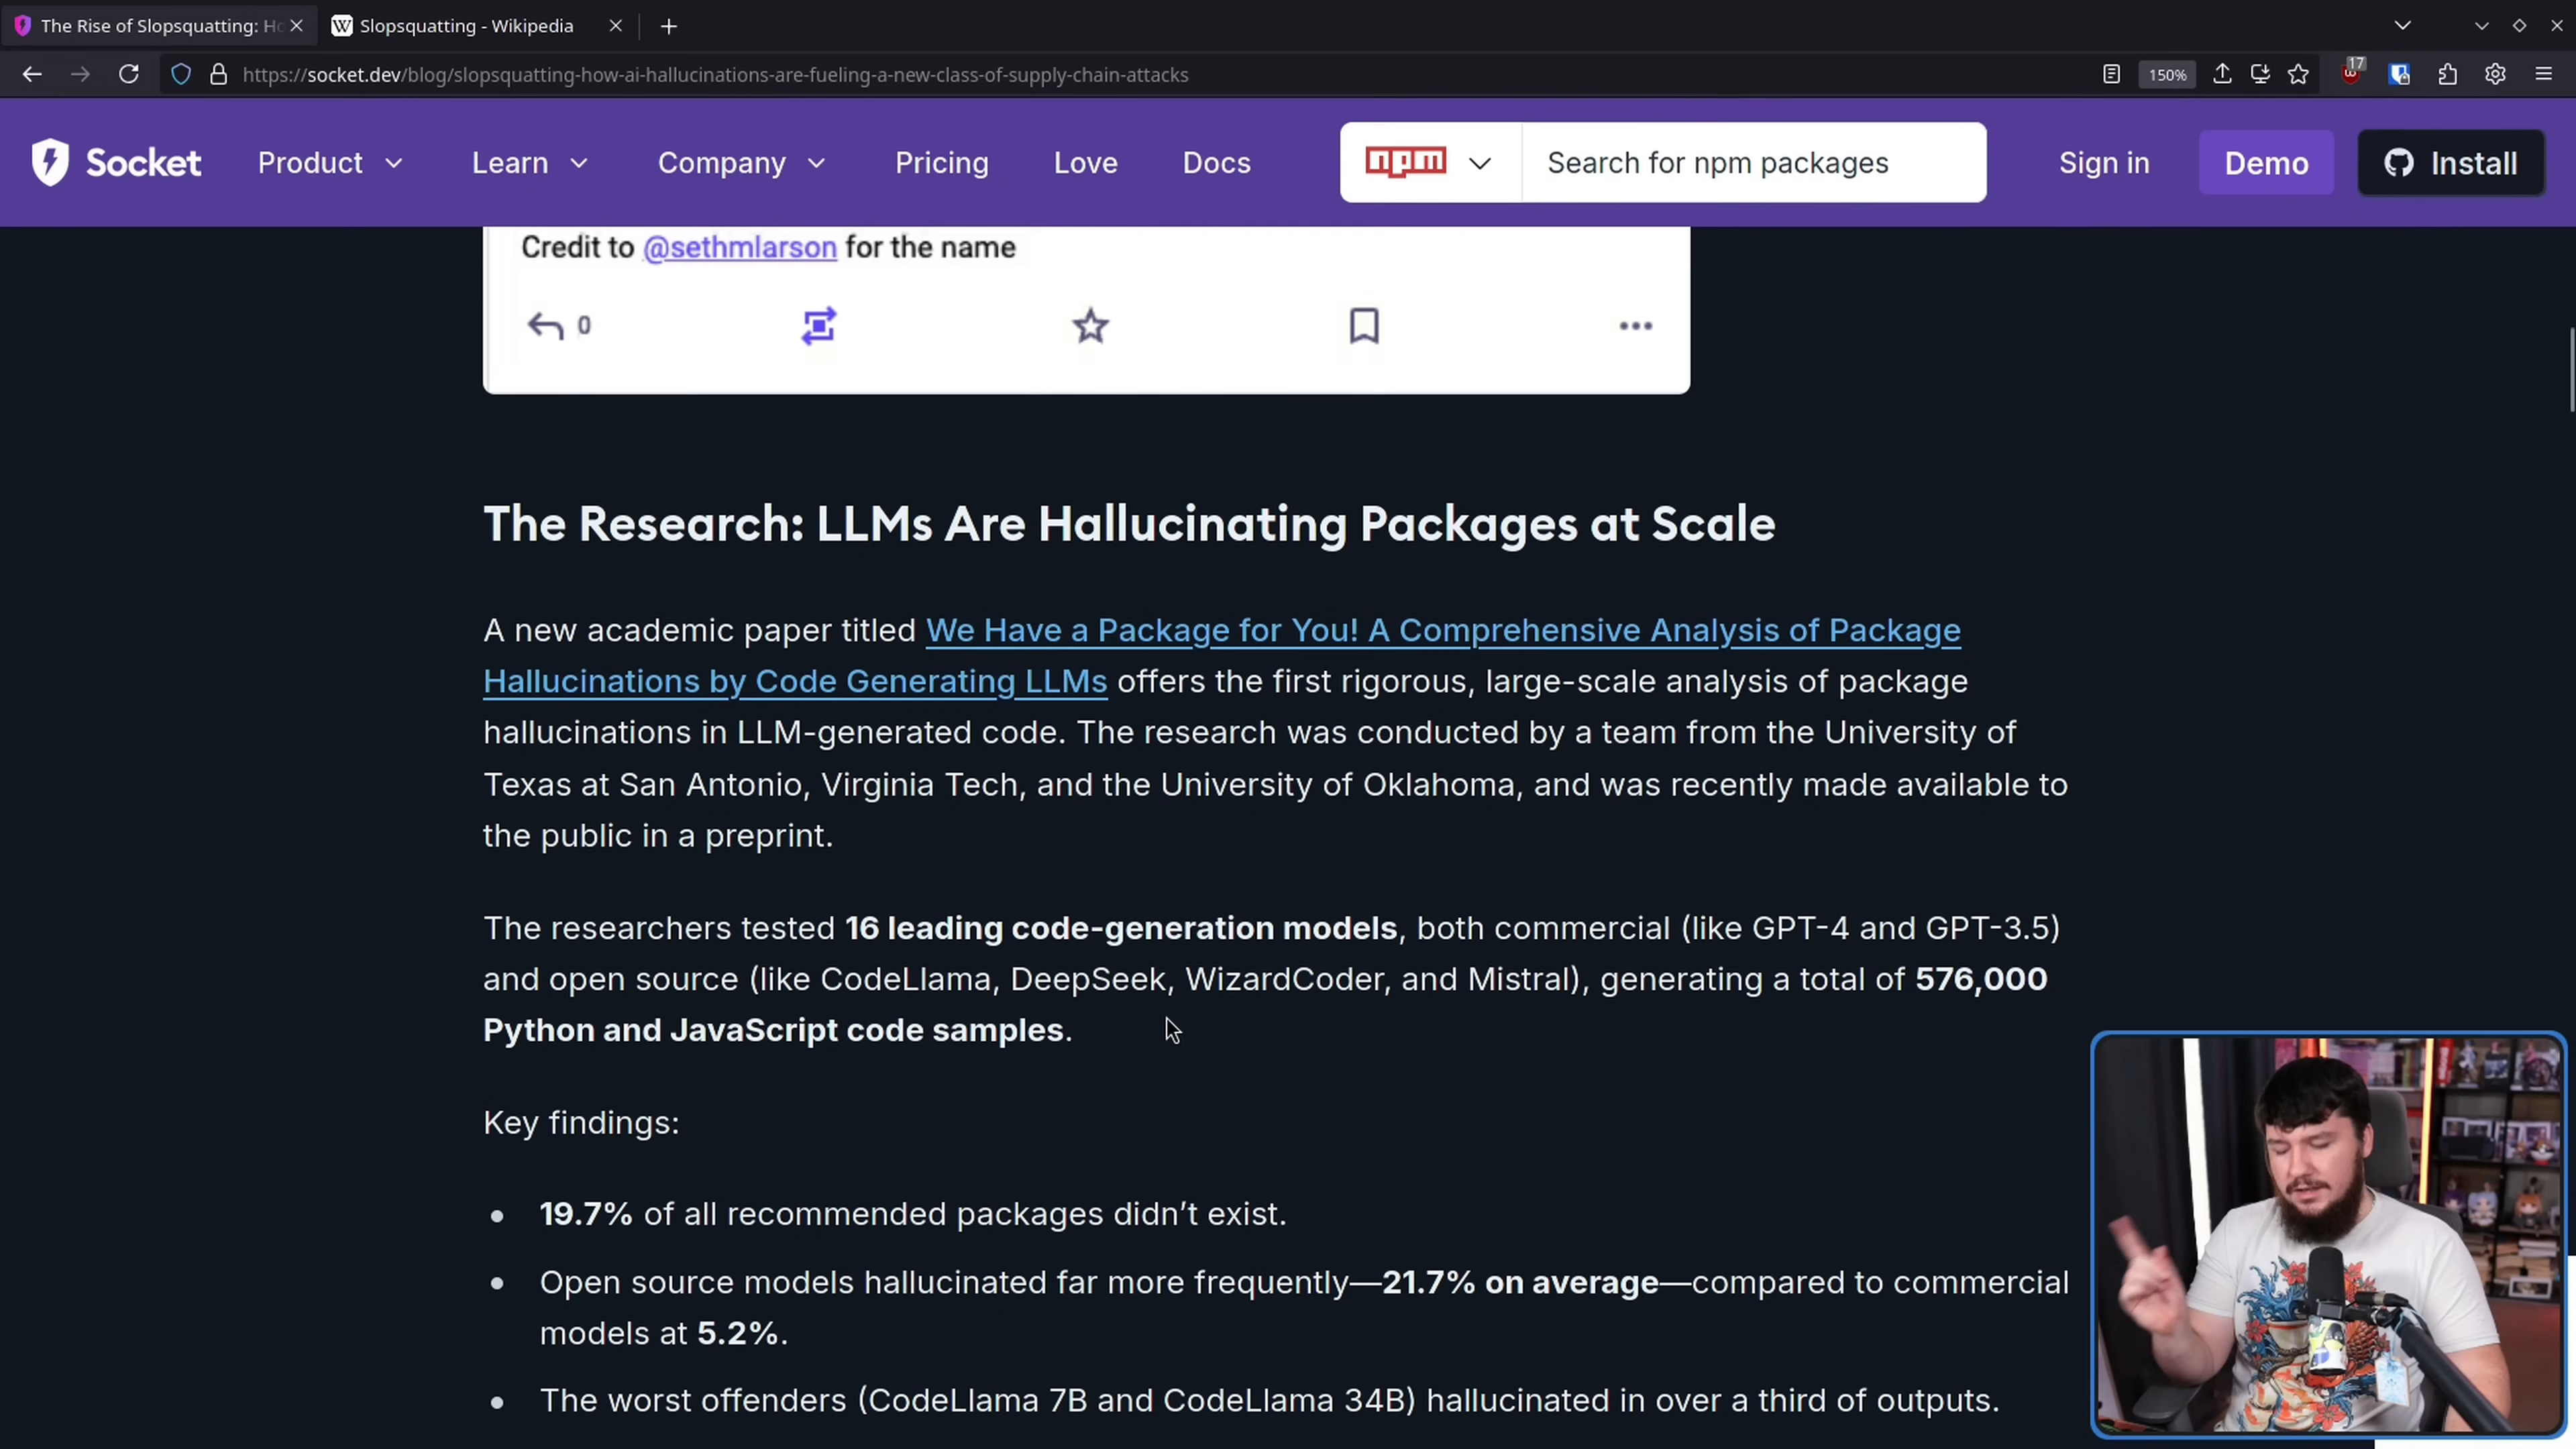 The Rise of Slopsquatting: Ho
Slopsquatting - Wikipedia
https://socket.dev/blog/slopsquatting-how-ai-hallucinations-are-fueling-a-new-class-of-supply-chain-attacks
150%
17
Socket
Product
Learn
Company
Pricing
Love
Docs
npm
Search for npm packages
Sign in
Demo
Install
Credit to @sethmlarson for the name
0
The Research: LLMs Are Hallucinating Packages at Scale
A new academic paper titled We Have a Package for You! A Comprehensive Analysis of Package
Hallucinations by Code Generating LLMs offers the first rigorous, large-scale analysis of package
hallucinations in LLM-generated code. The research was conducted by a team from the University of
Texas at San Antonio, Virginia Tech, and the University of Oklahoma, and was recently made available to
the public in a preprint.
The researchers tested 16 leading code-generation models, both commercial (like GPT-4 and GPT-3.5)
and open source (like CodeLlama, DeepSeek, WizardCoder, and Mistral), generating a total of 576,000
Python and JavaScript code samples.
Key findings:
• 19.7% of all recommended packages didn’t exist.
• Open source models hallucinated far more frequently—21.7% on average—compared to commercial
models at 5.2%.
• The worst offenders (CodeLlama 7B and CodeLlama 34B) hallucinated in over a third of outputs.